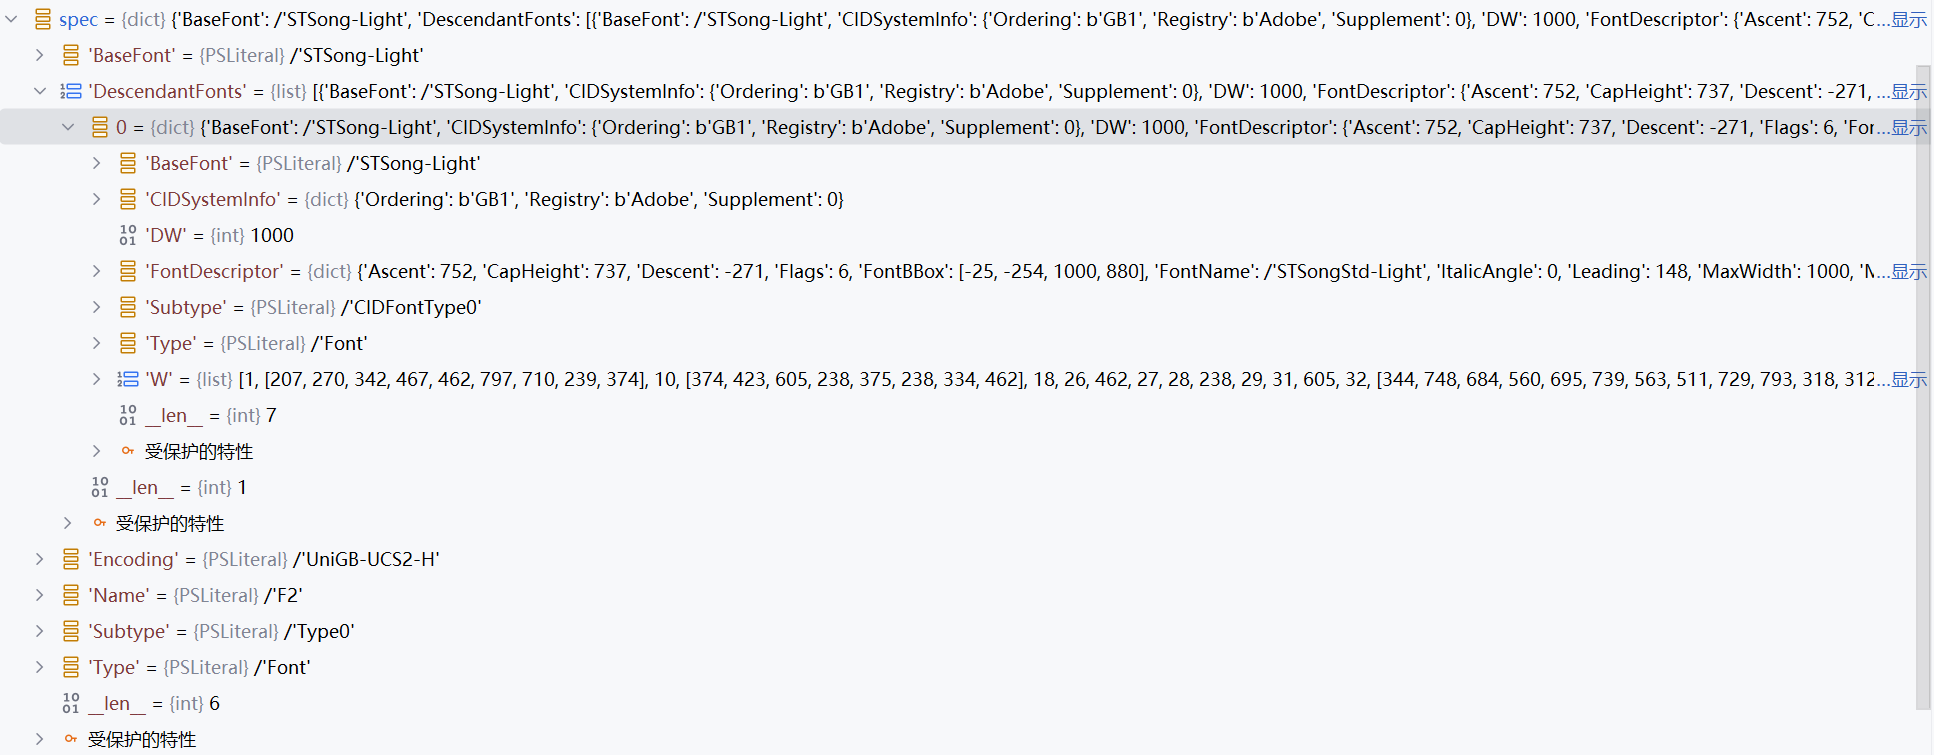 spec = {dict} {'BaseFont': /'STSong-Light', 'DescendantFonts': [{'BaseFont': /'STSong-Light', 'CIDSystemInfo': {'Ordering': b'GB1', 'Registry': b'Adobe', 'Supplement': 0}, 'DW': 1000, 'FontDescriptor': {'Ascent': 752, 'C...显示
'BaseFont' = {PSLiteral} /'STSong-Light'
'DescendantFonts' = {list} [{'BaseFont': /'STSong-Light', 'CIDSystemInfo': {'Ordering': b'GB1', 'Registry': b'Adobe', 'Supplement': 0}, 'DW': 1000, 'FontDescriptor': {'Ascent': 752, 'CapHeight': 737, 'Descent': -271, ...显示
0 = {dict} {'BaseFont': /'STSong-Light', 'CIDSystemInfo': {'Ordering': b'GB1', 'Registry': b'Adobe', 'Supplement': 0}, 'DW': 1000, 'FontDescriptor': {'Ascent': 752, 'CapHeight': 737, 'Descent': -271, 'Flags': 6, 'For...显示
'BaseFont' = {PSLiteral} /'STSong-Light'
'CIDSystemInfo' = {dict} {'Ordering': b'GB1', 'Registry': b'Adobe', 'Supplement': 0}
10 01 'DW' = {int} 1000
'FontDescriptor' = {dict} {'Ascent': 752, 'CapHeight': 737, 'Descent': -271, 'Flags': 6, 'FontBBox': [-25, -254, 1000, 880], 'FontName': /'STSongStd-Light', 'ItalicAngle': 0, 'Leading': 148, 'MaxWidth': 1000, 'M...显示
'Subtype' = {PSLiteral} /'CIDFontType0'
'Type' = {PSLiteral} /'Font'
'W' = {list} [1, [207, 270, 342, 467, 462, 797, 710, 239, 374], 10, [374, 423, 605, 238, 375, 238, 334, 462], 18, 26, 462, 27, 28, 238, 29, 31, 605, 32, [344, 748, 684, 560, 695, 739, 563, 511, 729, 793, 318, 312...显示
10 01 __len__ = {int} 7
受保护的特性
10 01 __len__ = {int} 1
受保护的特性
'Encoding' = {PSLiteral} /'UniGB-UCS2-H'
'Name' = {PSLiteral} /'F2'
'Subtype' = {PSLiteral} /'Type0'
'Type' = {PSLiteral} /'Font'
10 01 __len__ = {int} 6
受保护的特性